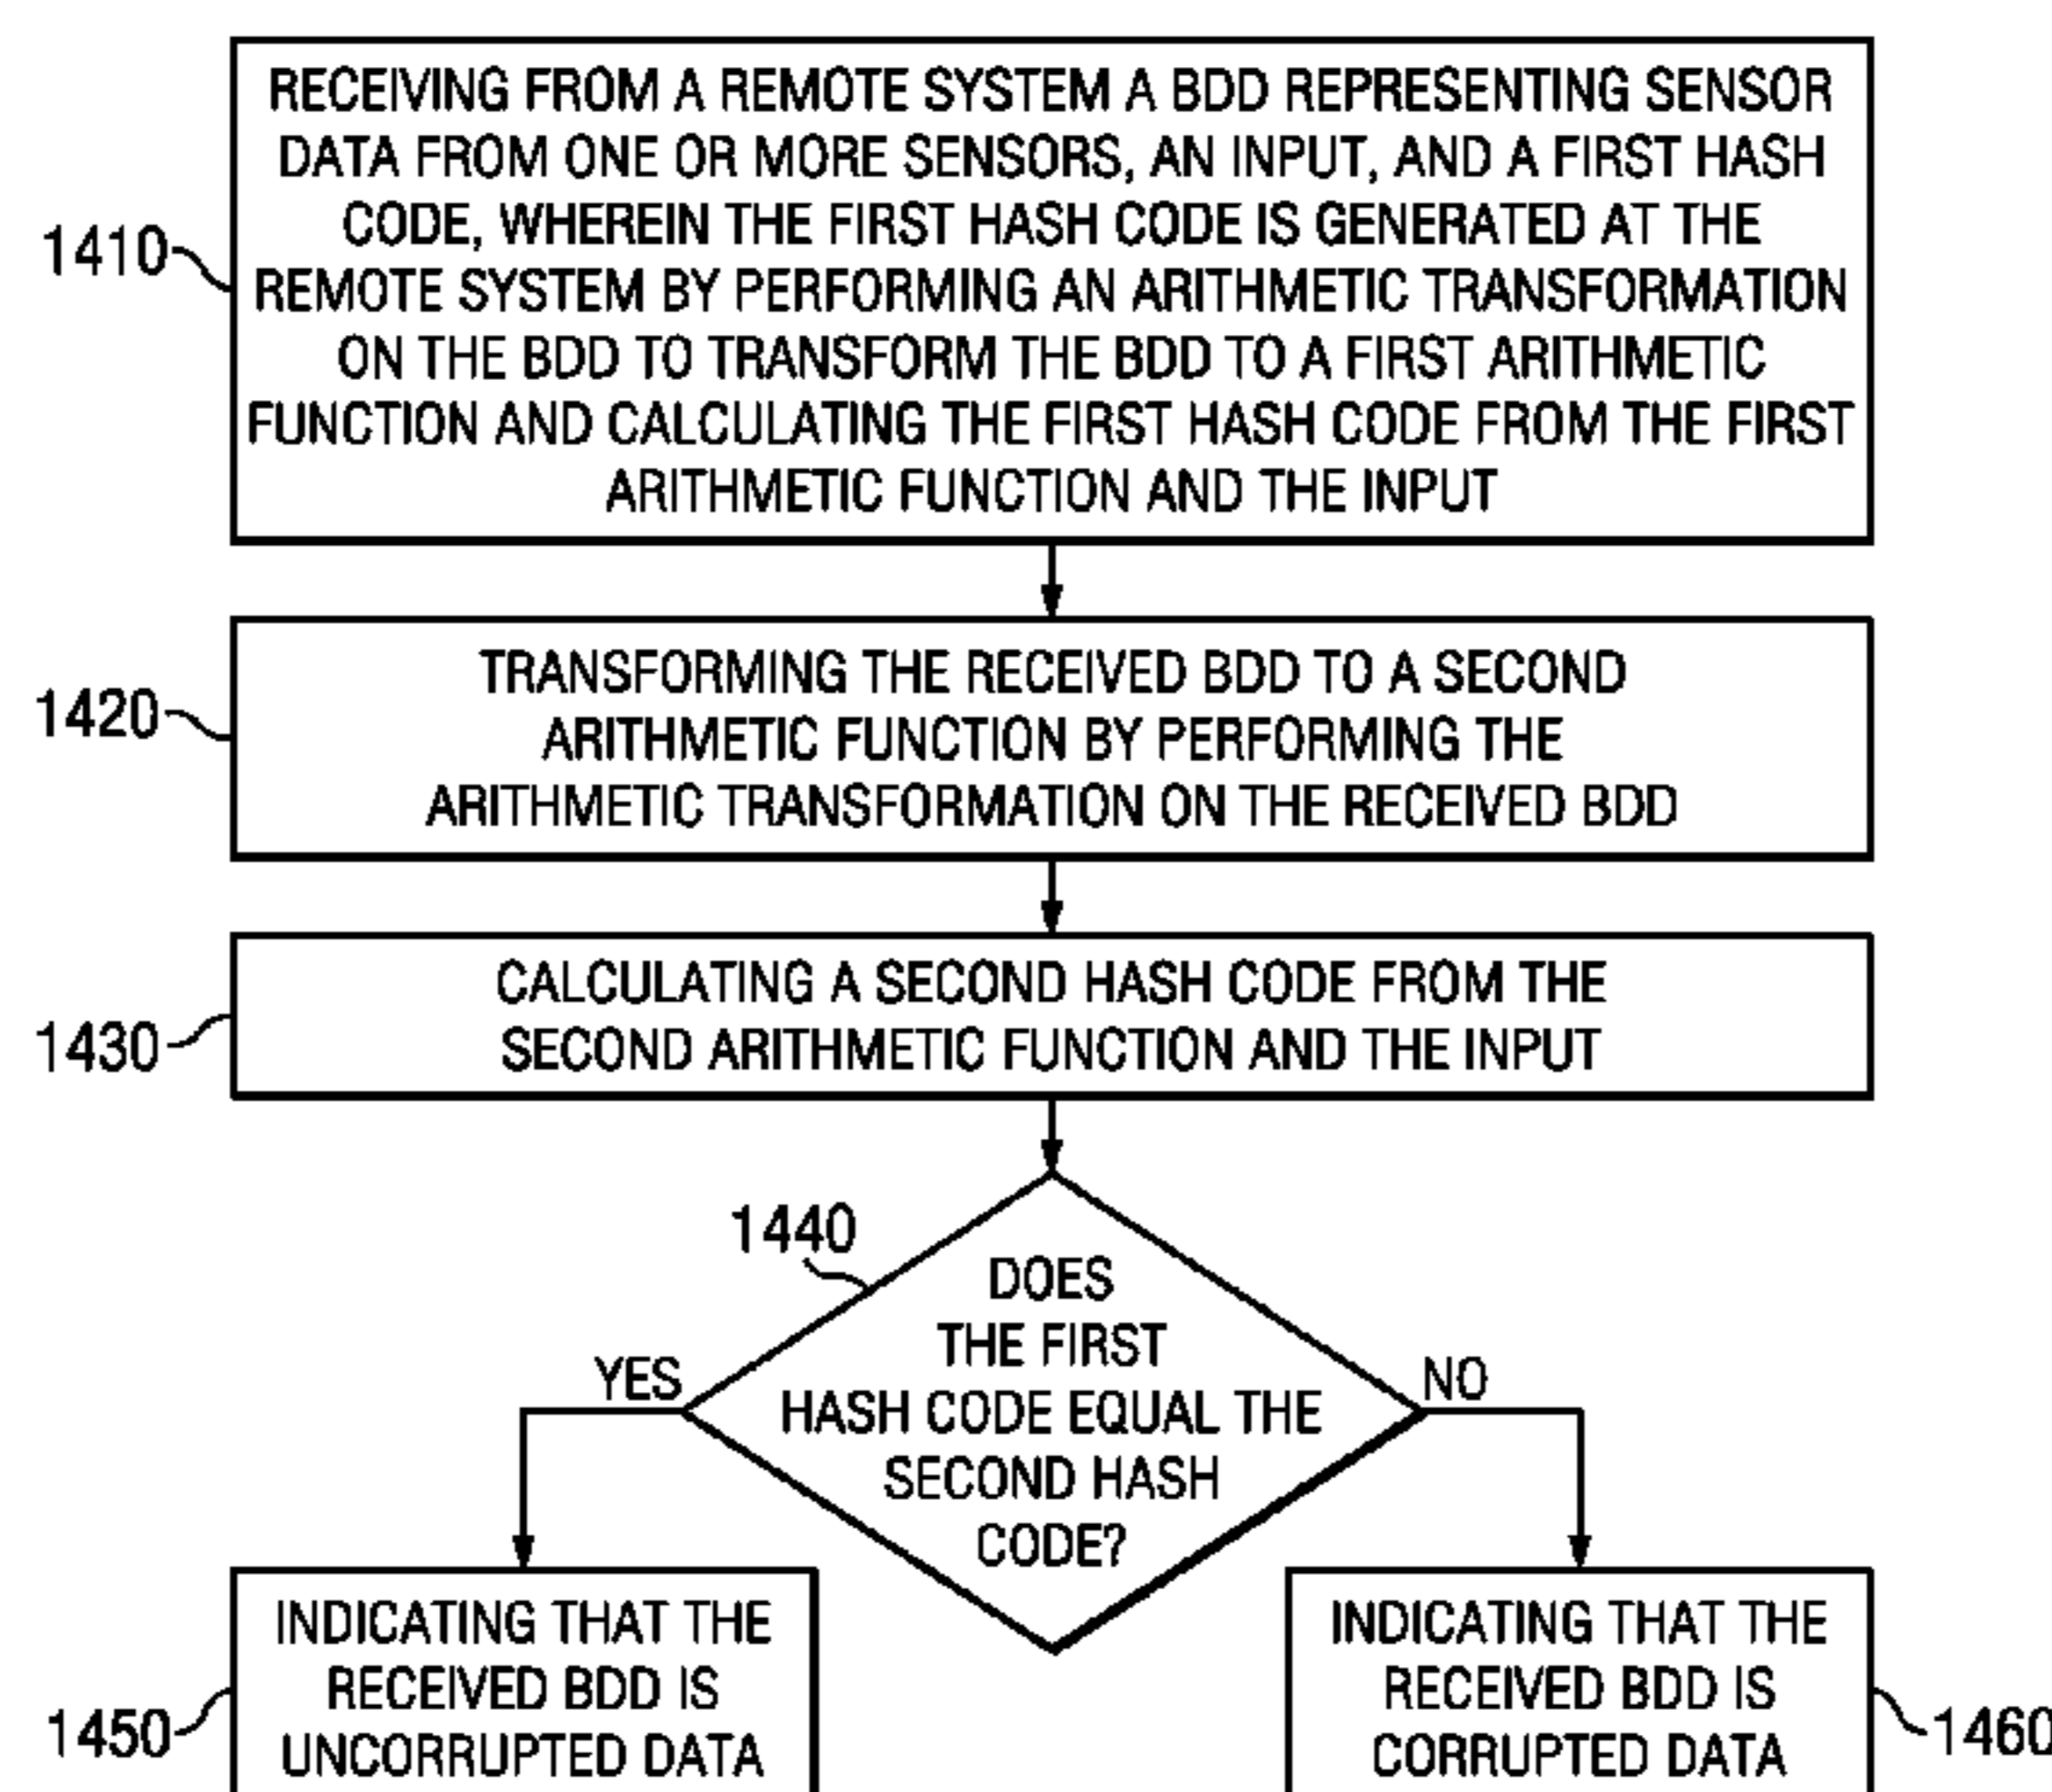 RECEIVING FROM A REMOTE SYSTEM A BDD REPRESENTING SENSOR
DATA FROM ONE OR MORE SENSORS, AN INPUT, AND A FIRST HASH
CODE, WHEREIN THE FIRST HASH CODE IS GENERATED AT THE
REMOTE SYSTEM BY PERFORMING AN ARITHMETIC TRANSFORMATION
ON THE BDD TO TRANSFORM THE BDD TO A FIRST ARITHMETIC
FUNCTION AND CALCULATING THE FIRST HASH CODE FROM THE FIRST
ARITHMETIC FUNCTION AND THE INPUT
1410
TRANSFORMING THE RECEIVED BDD TO A SECOND
ARITHMETIC FUNCTION BY PERFORMING THE
ARITHMETIC TRANSFORMATION ON THE RECEIVED BDD
1420
CALCULATING A SECOND HASH CODE FROM THE
SECOND ARITHMETIC FUNCTION AND THE INPUT
1430
1440
DOES
THE FIRST
HASH CODE EQUAL THE
SECOND HASH
CODE?
YES
NO
INDICATING THAT THE
RECEIVED BDD IS
UNCORRUPTED DATA
1450
INDICATING THAT THE
RECEIVED BDD IS
CORRUPTED DATA
1460